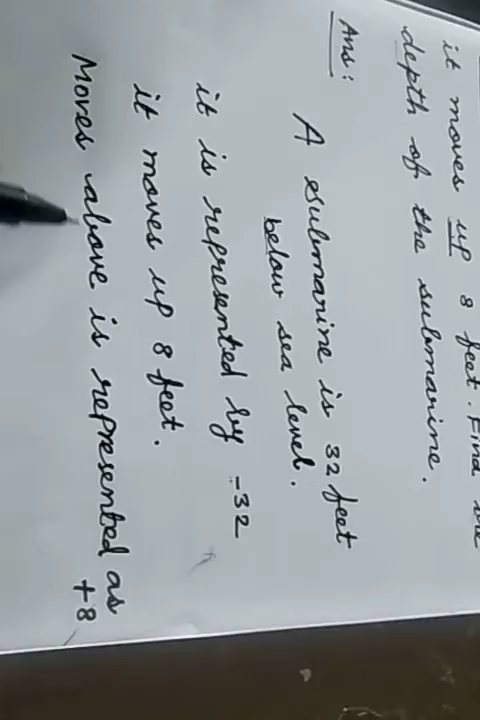 it moves up 8 feet. Find the
depth of the submarine.
Ans:
A submarine is 32 feet
below sea level.
it is represented by -32
it moves up 8 feet.
Moves above is represented as
+8